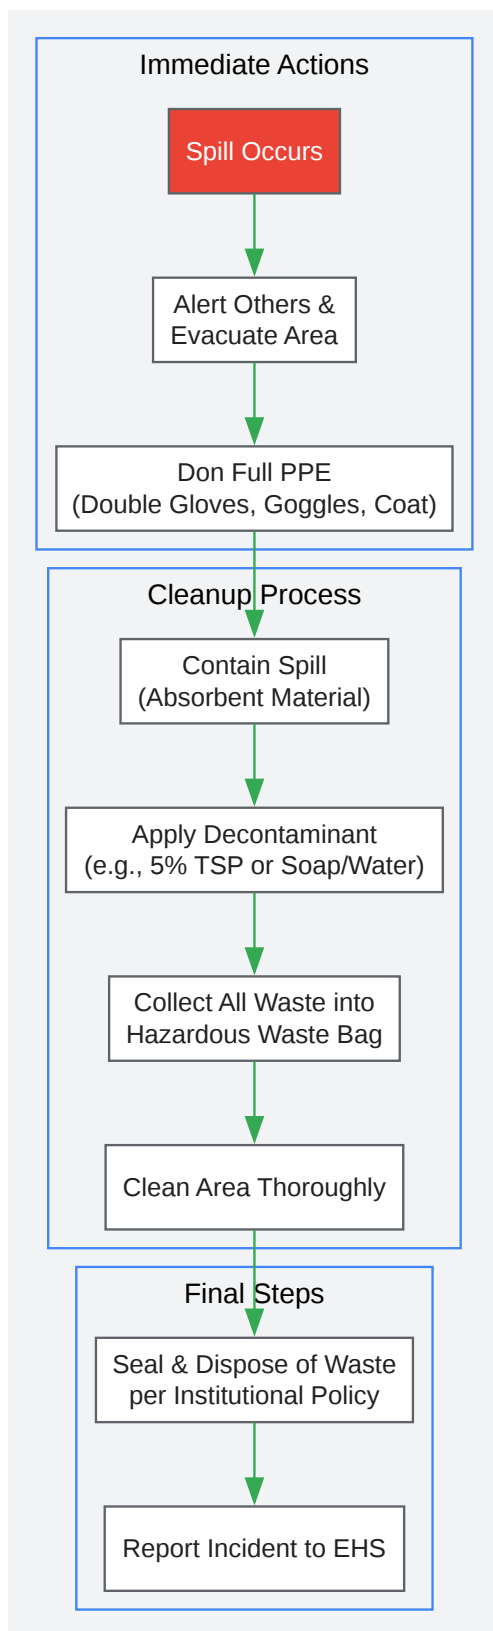 Immediate Actions
Spill Occurs
Alert Others &
Evacuate Area
Don Full PPE
(Double Gloves, Goggles, Coat)
Cleanup Process
Contain Spill
(Absorbent Material)
Apply Decontaminant
(e.g., 5% TSP or Soap/Water)
Collect All Waste into
Hazardous Waste Bag
Clean Area Thoroughly
Final Steps
Seal & Dispose of Waste
per Institutional Policy
Report Incident to EHS